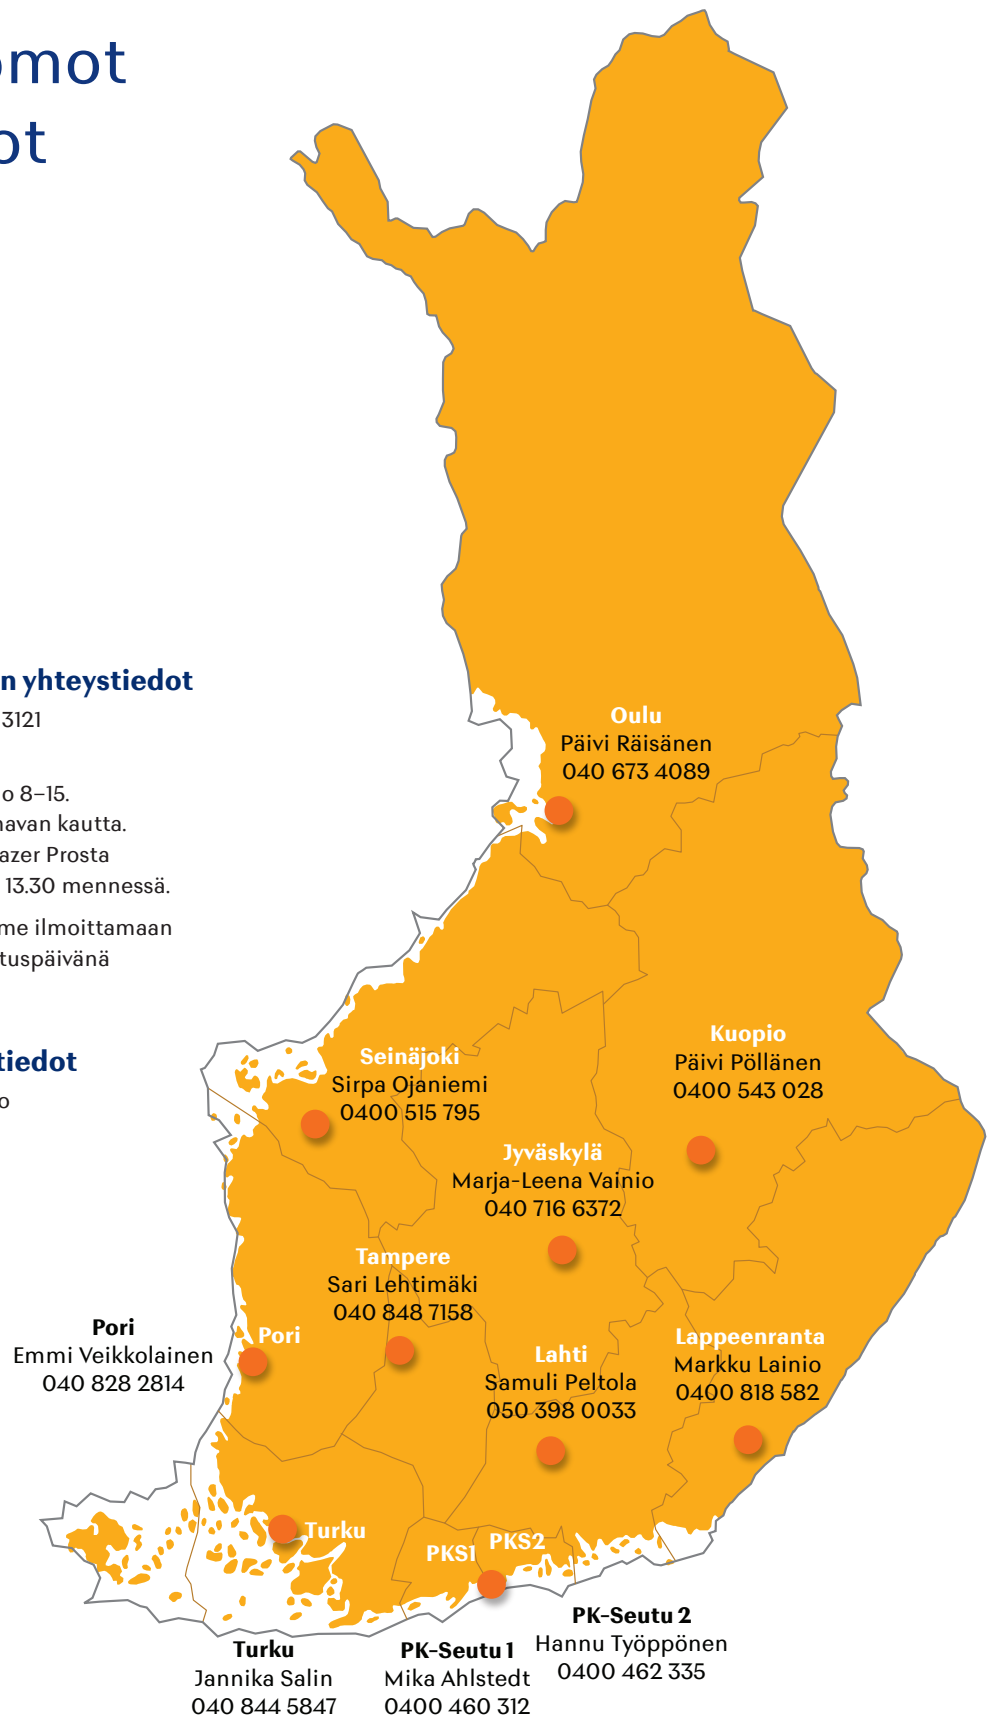 omot
ot
n yhteystiedot
3121
o 8–15.
navan kautta.
azer Prosta
13.30 mennessä.
me ilmoittamaan
tuspäivänä
tiedot
o
Oulu
Päivi Räisänen
040 673 4089
Kuopio
Päivi Pöllänen
0400 543 028
Seinäjoki
Sirpa Ojaniemi
0400 515 795
Jyväskylä
Marja-Leena Vainio
040 716 6372
Tampere
Sari Lehtimäki
040 848 7158
Pori
Pori
Emmi Veikkolainen
040 828 2814
Lahti
Samuli Peltola
050 398 0033
Lappeenranta
Markku Lainio
0400 818 582
Turku
PKS1
PKS2
Turku
Jannika Salin
040 844 5847
PK-Seutu 1
Mika Ahlstedt
0400 460 312
PK-Seutu 2
Hannu Työppönen
0400 462 335